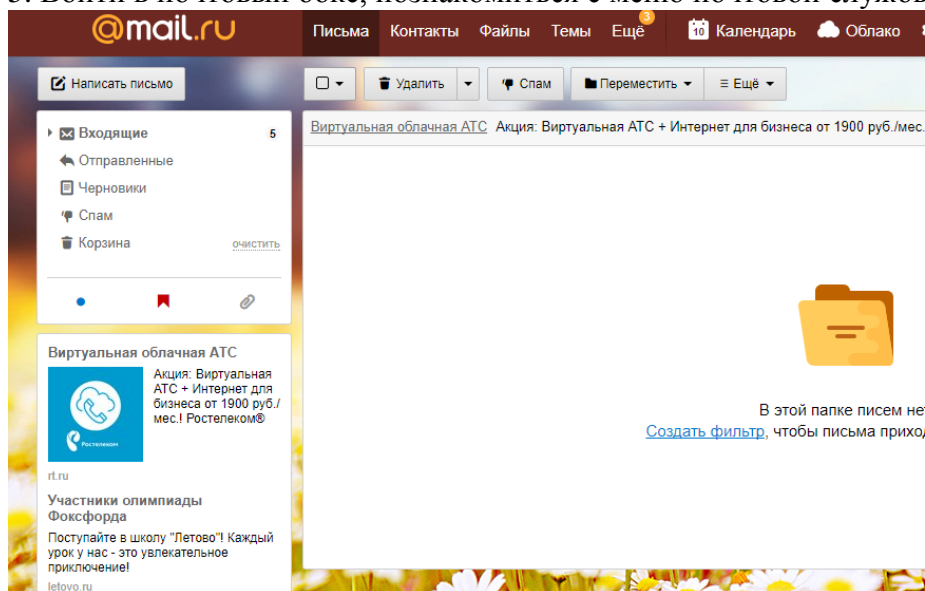 @mail.ru
Письма Контакты Файлы Темы Ещё 3 10 Календарь Облако
Написать письмо
Удалить Спам Переместить Ещё
Входящие 5
Отправленные
Черновики
Спам
Корзина очистить
Виртуальная облачная АТС Акция: Виртуальная АТС + Интернет для бизнеса от 1900 руб./мес.
В этой папке писем
Создать фильтр, чтобы письма
Виртуальная облачная АТС
Акция: Виртуальная
АТС + Интернет для
бизнеса от 1900 руб./
мес.! Ростелеком®
Ростелеком
rt.ru
Участники олимпиады
Фоксфорда
Поступайте в школу "Летово"! Каждый
урок у нас - это увлекательное
приключение!
letovo.ru